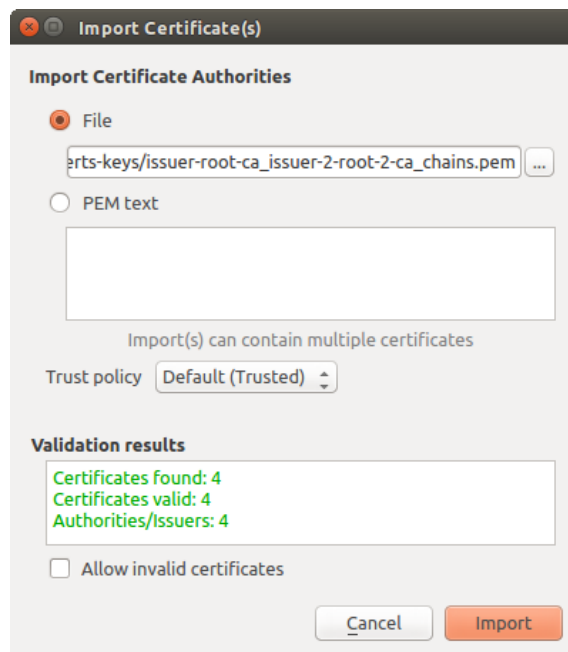 Import Certificate(s)
Import Certificate Authorities
File
erts-keys/issuer-root-ca_issuer-2-root-2-ca_chains.pem ...
PEM text
Import(s) can contain multiple certificates
Trust policy Default (Trusted)
Validation results
Certificates found: 4
Certificates valid: 4
Authorities/Issuers: 4
Allow invalid certificates
Cancel Import